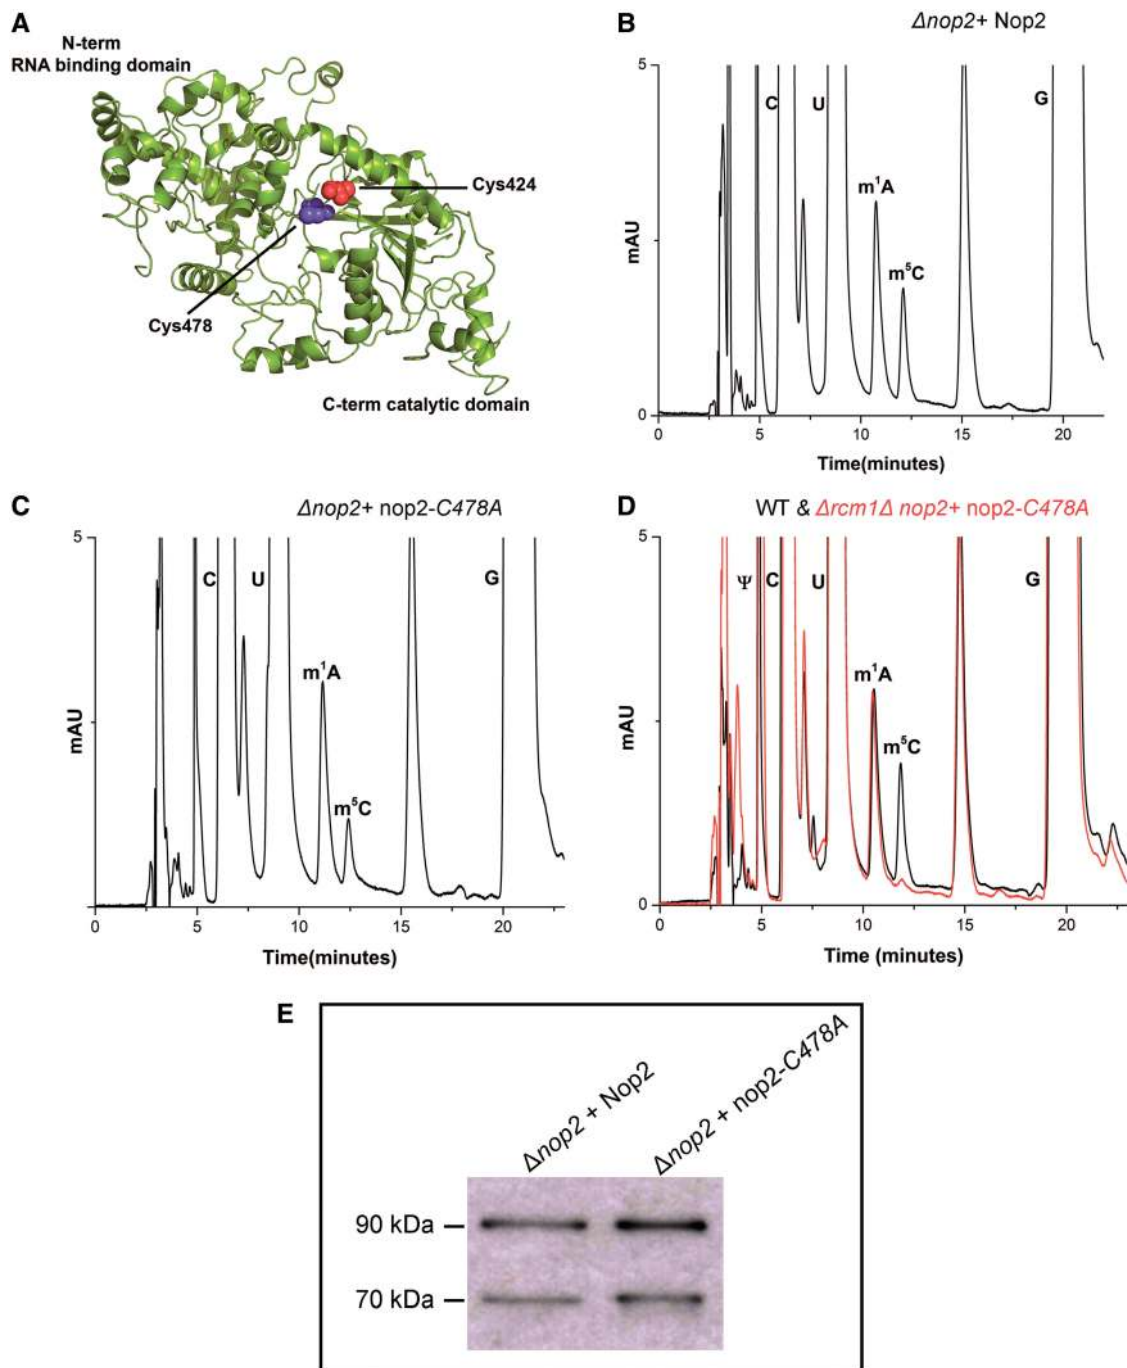 A
N-term
RNA binding domain
Cys424
Cys478
C-term catalytic domain
B
Δnop2+ Nop2
5
C
U
G
m¹A
m⁵C
mAU
0
0 5 10 15 20
Time(minutes)
C
Δnop2+ nop2-C478A
5
C
U
G
m¹A
m⁵C
mAU
0
0 5 10 15 20
Time(minutes)
D
WT & Δrcm1Δ nop2+ nop2-C478A
5
Ψ
C
U
G
m¹A
m⁵C
mAU
0
0 5 10 15 20
Time (minutes)
E
Δnop2 + Nop2
Δnop2 + nop2-C478A
90 kDa
70 kDa